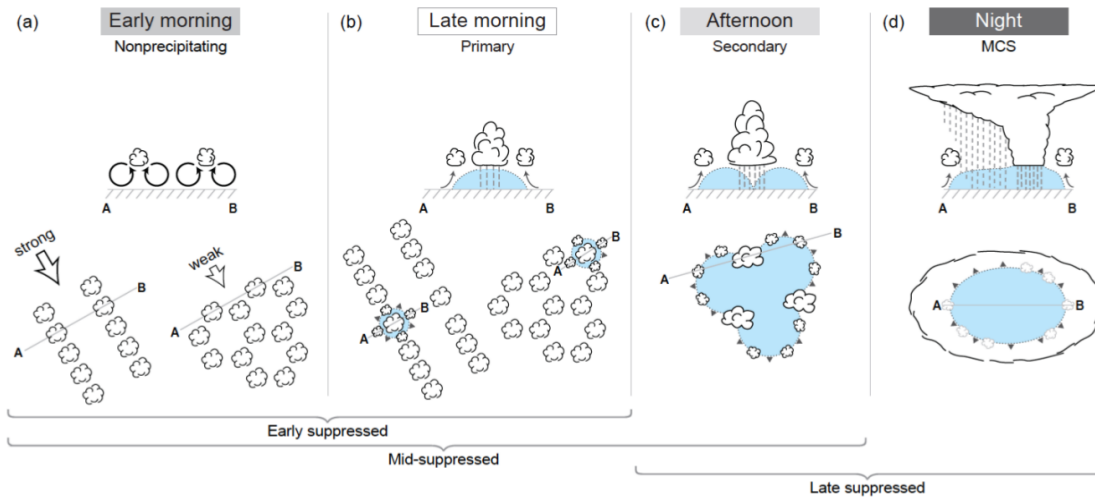 (a) Early morning
Nonprecipitating
(b) Late morning
Primary
(c) Afternoon
Secondary
(d) Night
MCS
A B
A B
A B
A B
strong
weak
B
A
B
A
B
A
B
A
B
A
A B
Early suppressed
Mid-suppressed
Late suppressed